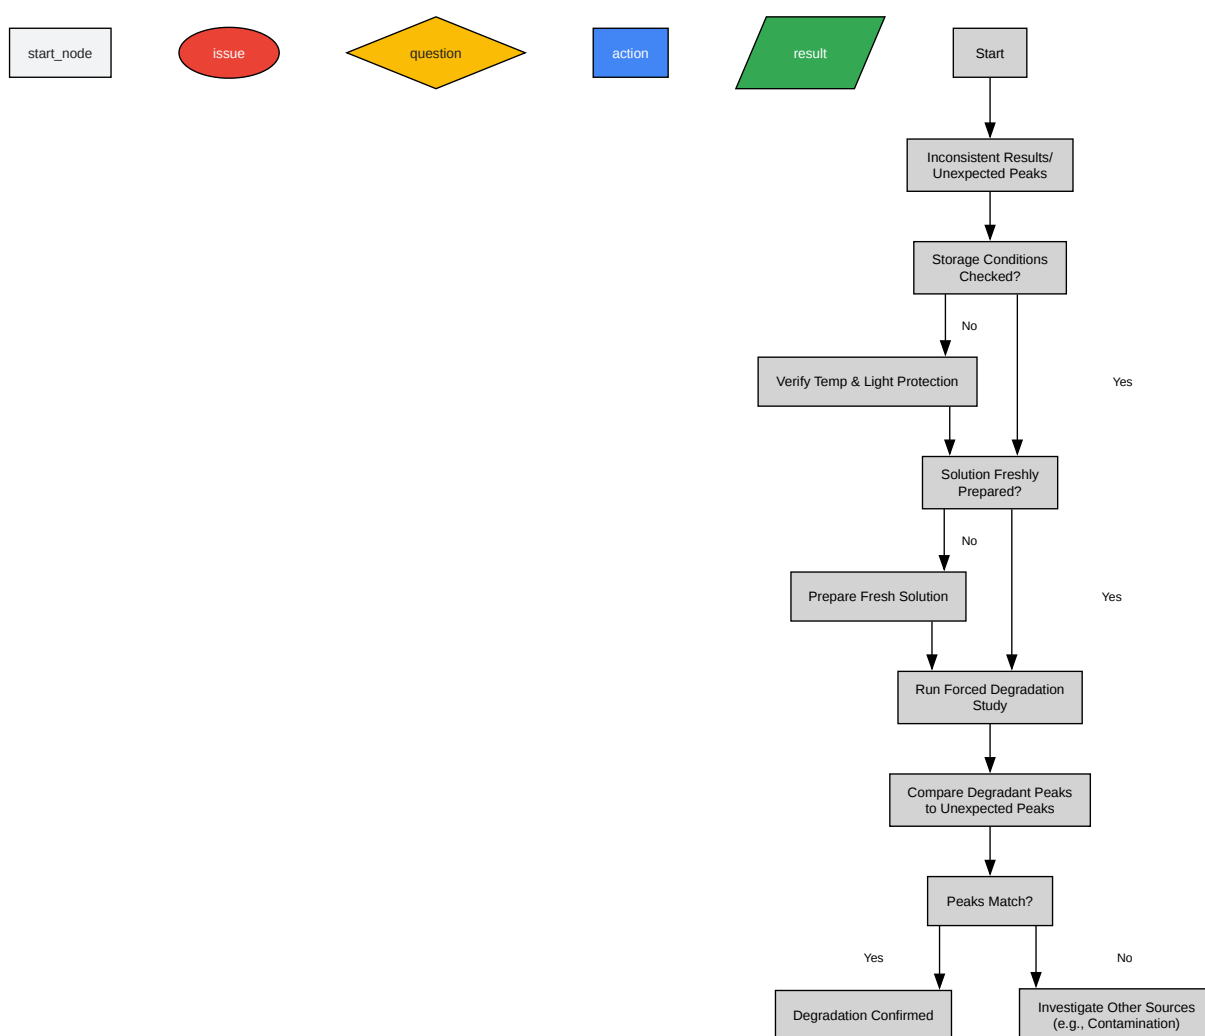 start_node
issue
question
action
result
Start
Inconsistent Results/
Unexpected Peaks
Storage Conditions
Checked?
No
Verify Temp & Light Protection
Yes
Solution Freshly
Prepared?
No
Prepare Fresh Solution
Yes
Run Forced Degradation
Study
Compare Degradant Peaks
to Unexpected Peaks
Peaks Match?
Yes
No
Degradation Confirmed
Investigate Other Sources
(e.g., Contamination)